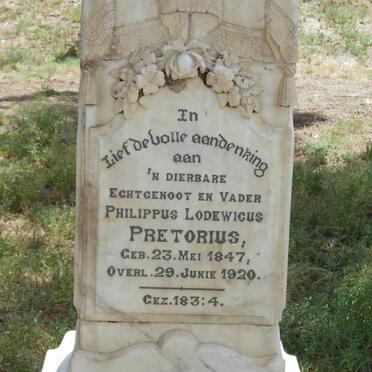 In
Liefdevolle aandenking
aan
'n dierbare
Echtgenoot en Vader
Philippus Lodewicus
Pretorius,
Geb. 23. Mei 1847,
Overl. 29. Junie 1920.
Gez. 183:4.